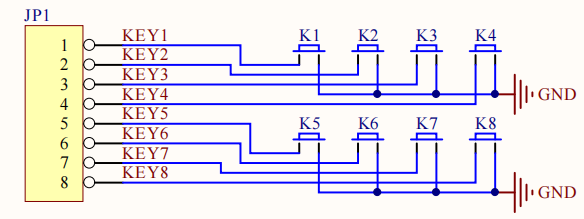 JP1
1 KEY1
2 KEY2
3 KEY3
4 KEY4
5 KEY5
6 KEY6
7 KEY7
8 KEY8
K1 K2 K3 K4
GND
K5 K6 K7 K8
GND